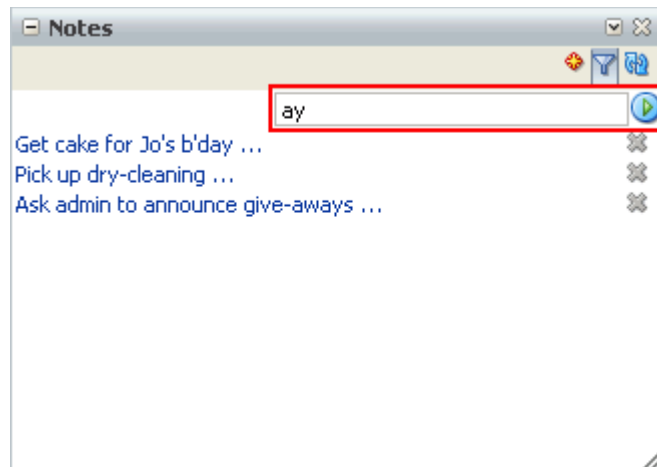 Notes
ay
Get cake for Jo's b'day ...
Pick up dry-cleaning ...
Ask admin to announce give-aways ...